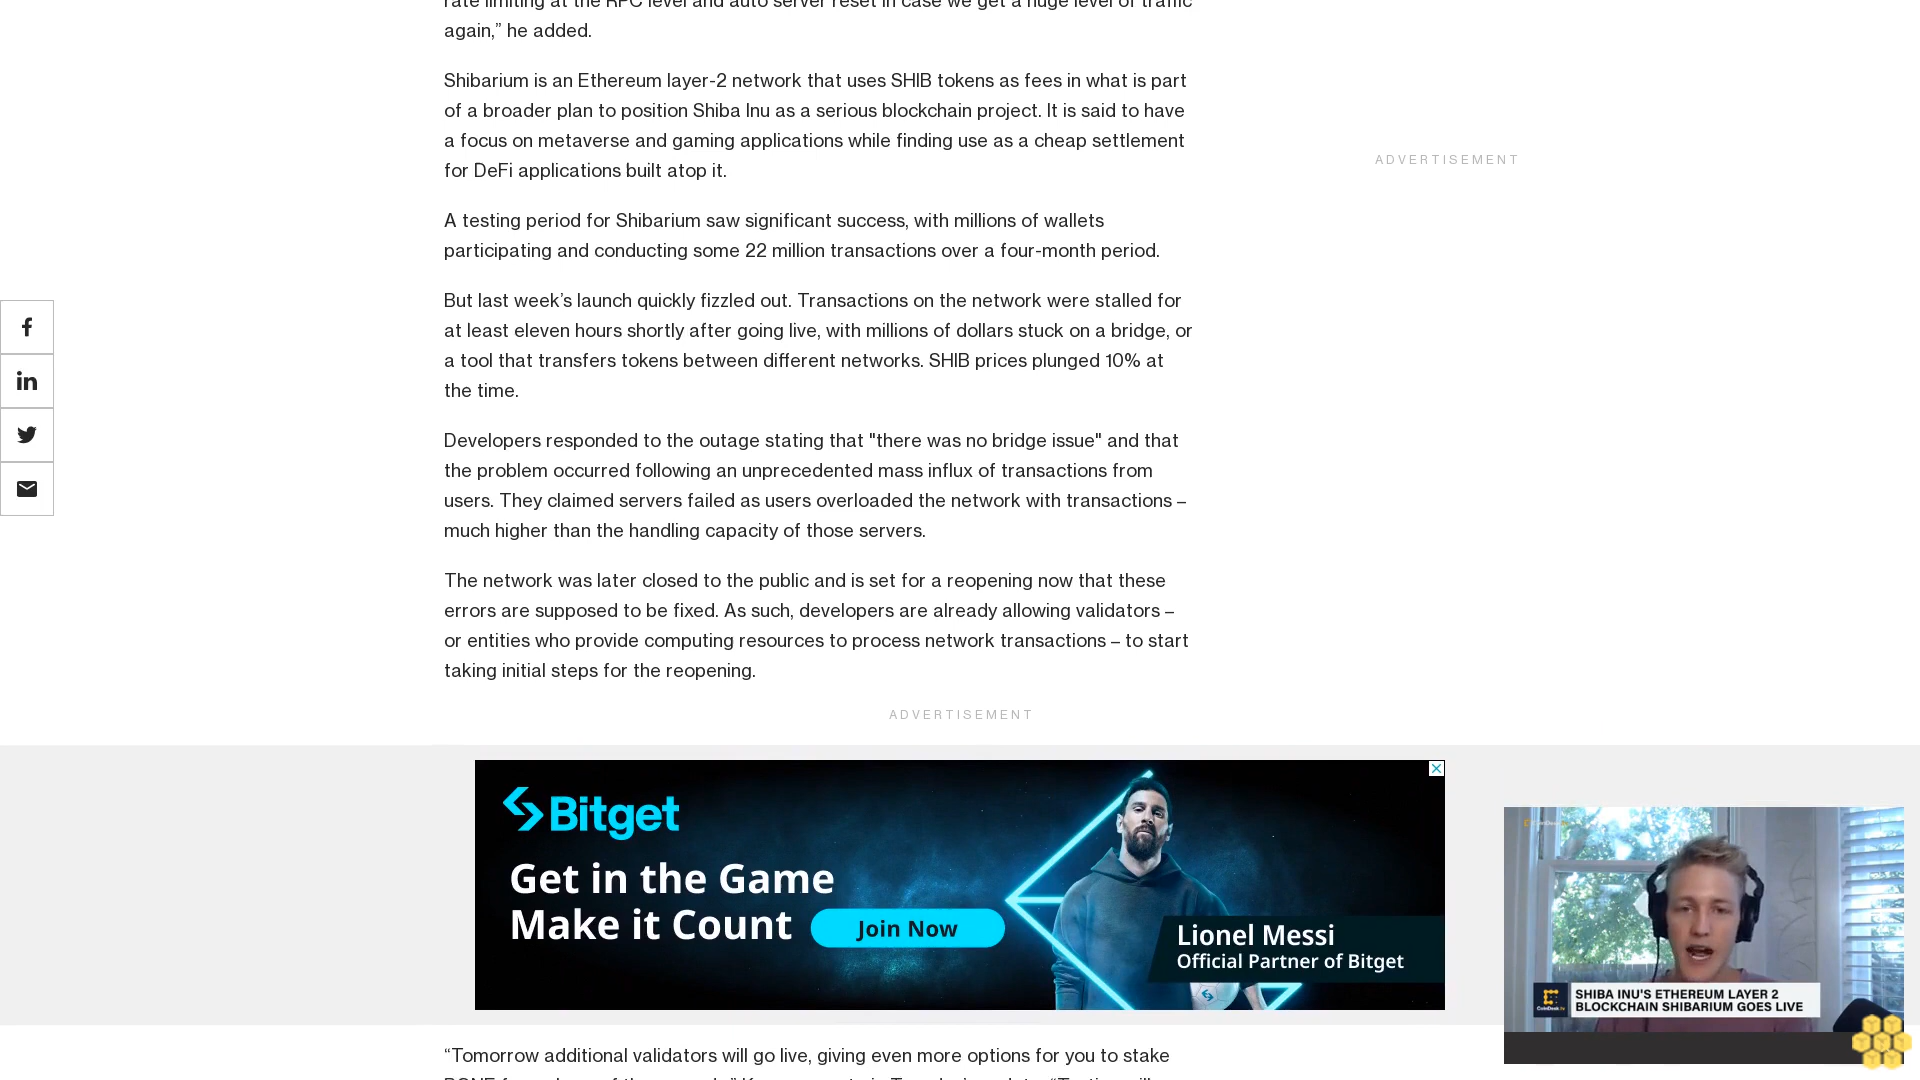 again,” he added.
Shibarium is an Ethereum layer-2 network that uses SHIB tokens as fees in what is part
of a broader plan to position Shiba Inu as a serious blockchain project. It is said to have
a focus on metaverse and gaming applications while finding use as a cheap settlement
for DeFi applications built atop it.
ADVERTISEMENT
A testing period for Shibarium saw significant success, with millions of wallets
participating and conducting some 22 million transactions over a four-month period.
But last week’s launch quickly fizzled out. Transactions on the network were stalled for
at least eleven hours shortly after going live, with millions of dollars stuck on a bridge, or
a tool that transfers tokens between different networks. SHIB prices plunged 10% at
the time.
Developers responded to the outage stating that "there was no bridge issue" and that
the problem occurred following an unprecedented mass influx of transactions from
users. They claimed servers failed as users overloaded the network with transactions –
much higher than the handling capacity of those servers.
The network was later closed to the public and is set for a reopening now that these
errors are supposed to be fixed. As such, developers are already allowing validators –
or entities who provide computing resources to process network transactions – to start
taking initial steps for the reopening.
ADVERTISEMENT
Bitget
Get in the Game
Make it Count
Join Now
Lionel Messi
Official Partner of Bitget
SHIBA INU'S ETHEREUM LAYER 2
BLOCKCHAIN SHIBARIUM GOES LIVE
“Tomorrow additional validators will go live, giving even more options for you to stake